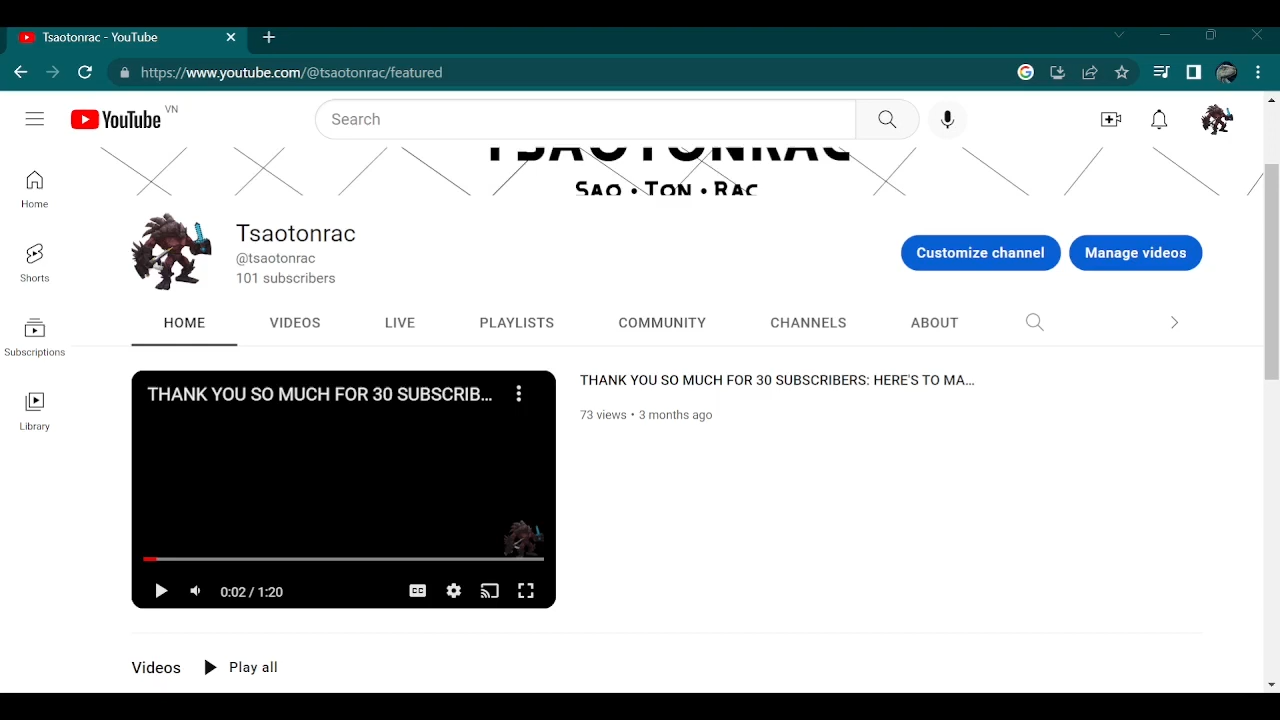 Tsaotonrac - YouTube
https://www.youtube.com/@tsaotonrac/featured
YouTube VN
Search
TSAOTONRAC
SAO • TON • RAC
Home
Shorts
Subscriptions
Library
Tsaotonrac
@tsaotonrac
101 subscribers
Customize channel
Manage videos
HOME VIDEOS LIVE PLAYLISTS COMMUNITY CHANNELS ABOUT
THANK YOU SO MUCH FOR 30 SUBSCRIB...
CC
0:02 / 1:20
THANK YOU SO MUCH FOR 30 SUBSCRIBERS: HERE'S TO MA...
73 views • 3 months ago
Videos
Play all